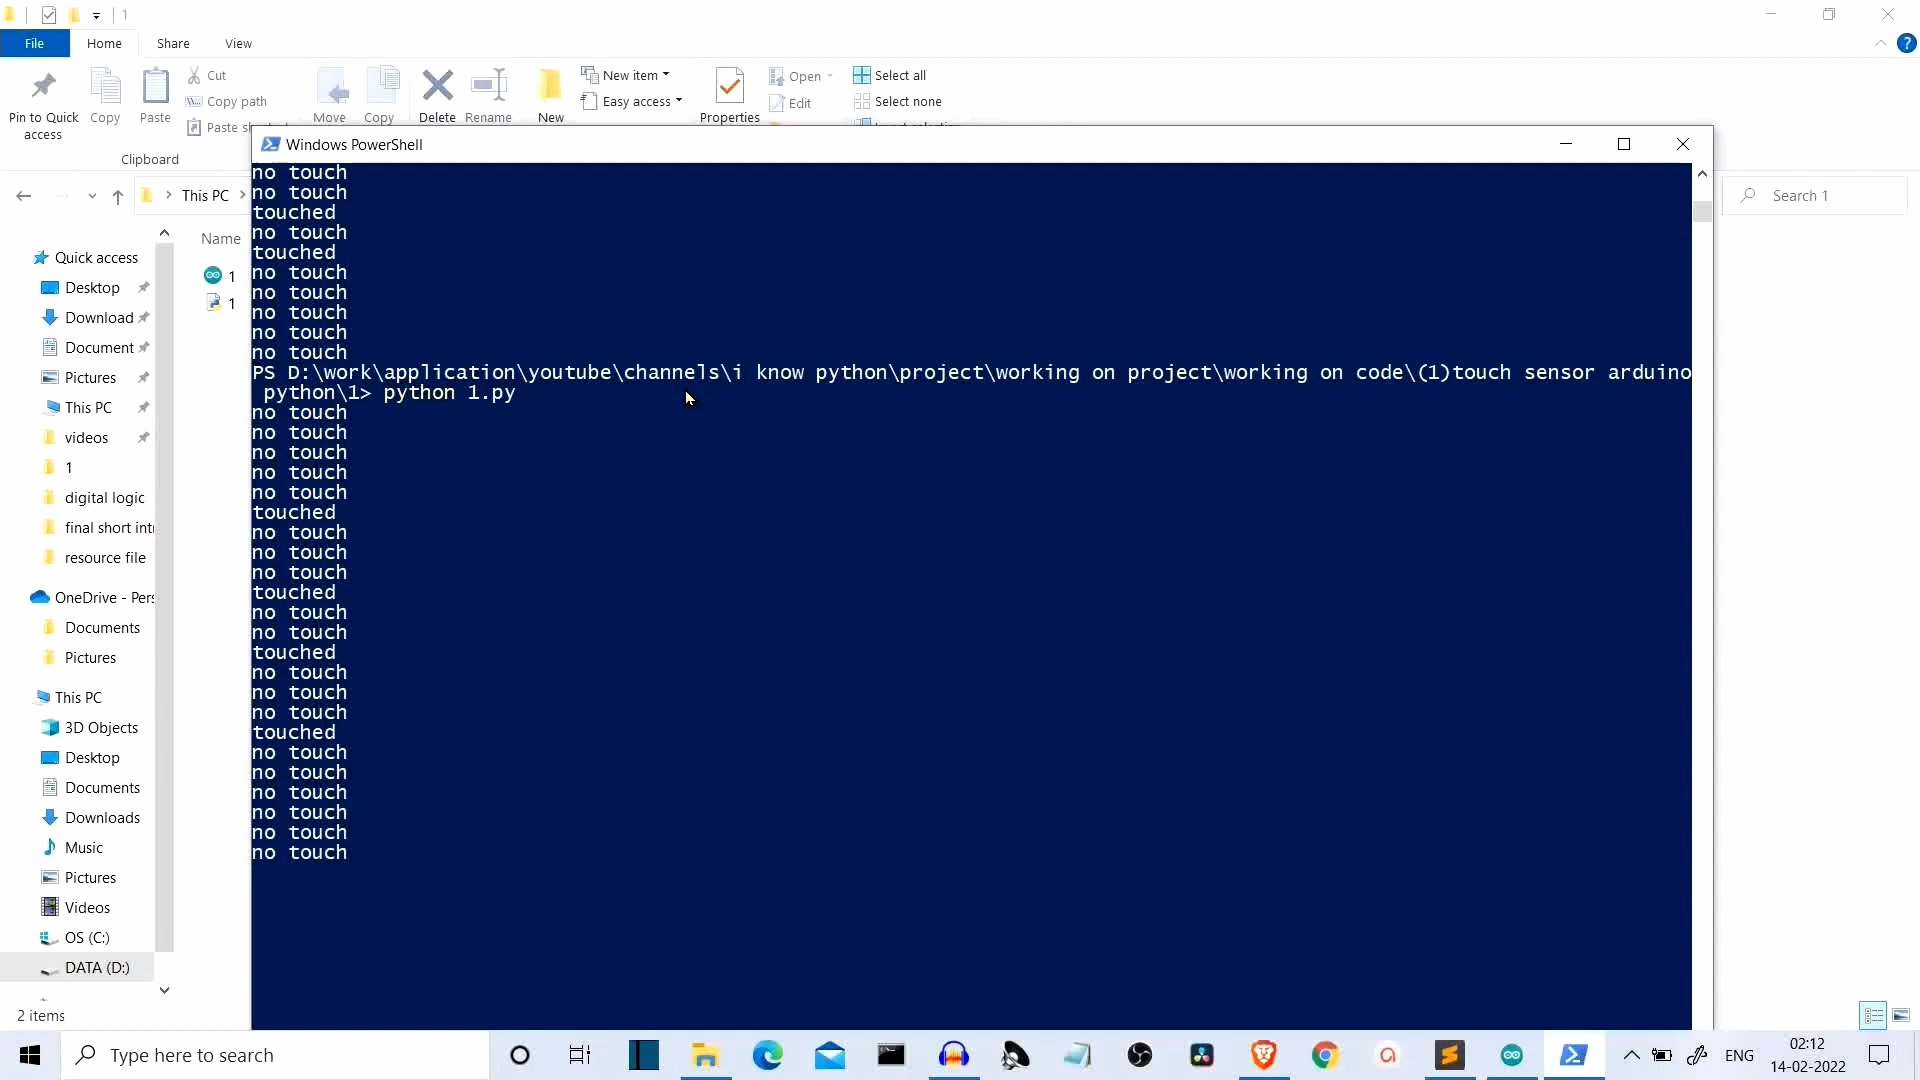 1
File
Home
Share
View
Pin to Quick access
Copy
Paste
Cut
Copy path
Paste
Clipboard
Move
Copy
Delete
Rename
New
New item
Easy access
Properties
Open
Edit
Select all
Select none
This PC
Search 1
Windows PowerShell
Name
1
1
Quick access
Desktop
Download
Document
Pictures
This PC
videos
1
digital logic
final short int
resource file
OneDrive - Pers
Documents
Pictures
This PC
3D Objects
Desktop
Documents
Downloads
Music
Pictures
Videos
OS (C:)
DATA (D:)
2 items
no touch
no touch
touched
no touch
touched
no touch
no touch
no touch
no touch
no touch
PS D:\work\application\youtube\channels\i know python\project\working on project\working on code\(1)touch sensor arduino
python\1> python 1.py
no touch
no touch
no touch
no touch
no touch
touched
no touch
no touch
no touch
touched
no touch
no touch
touched
no touch
no touch
no touch
touched
no touch
no touch
no touch
no touch
no touch
no touch
Type here to search
ENG
02:12
14-02-2022